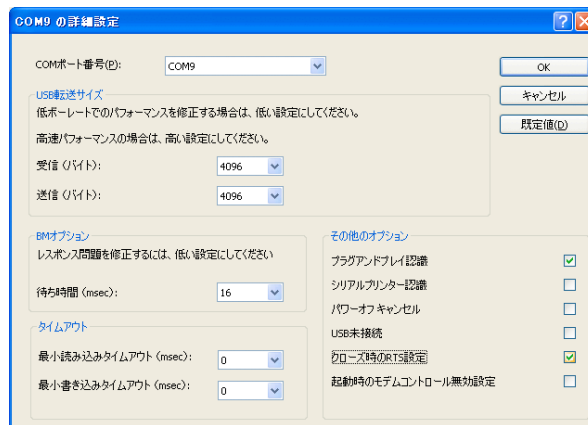 COM9 の詳細設定
COMポート番号(P): COM9
OK
キャンセル
既定値(D)
USB転送サイズ
低ボーレートでのパフォーマンスを修正する場合は、低い設定にしてください。
高速パフォーマンスの場合は、高い設定にしてください。
受信 (バイト): 4096
送信 (バイト): 4096
BMオプション
レスポンス問題を修正するには、低い設定にしてください
待ち時間 (msec): 16
タイムアウト
最小読み込みタイムアウト (msec): 0
最小書き込みタイムアウト (msec): 0
その他のオプション
プラグアンドプレイ認識
シリアルプリンター認識
パワーオフ キャンセル
USB未接続
クローズ時のRTS設定
起動時のモデムコントロール無効設定